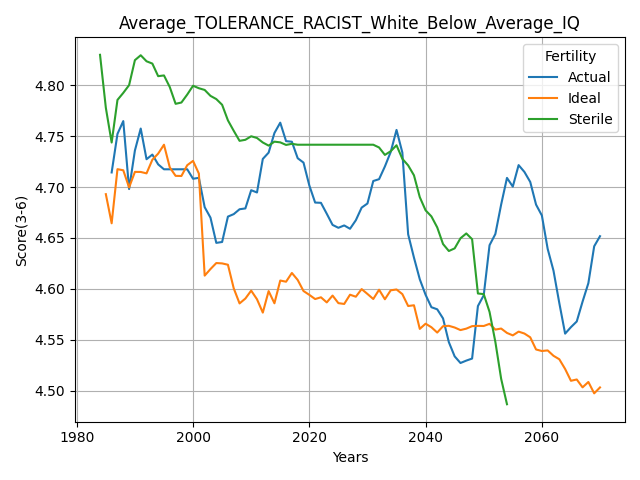 Average_TOLERANCE_RACIST_White_Below_Average_IQ
Fertility
Actual
Ideal
Sterile
Score(3-6)
4.80
4.75
4.70
4.65
4.60
4.55
4.50
1980 2000 2020 2040 2060
Years